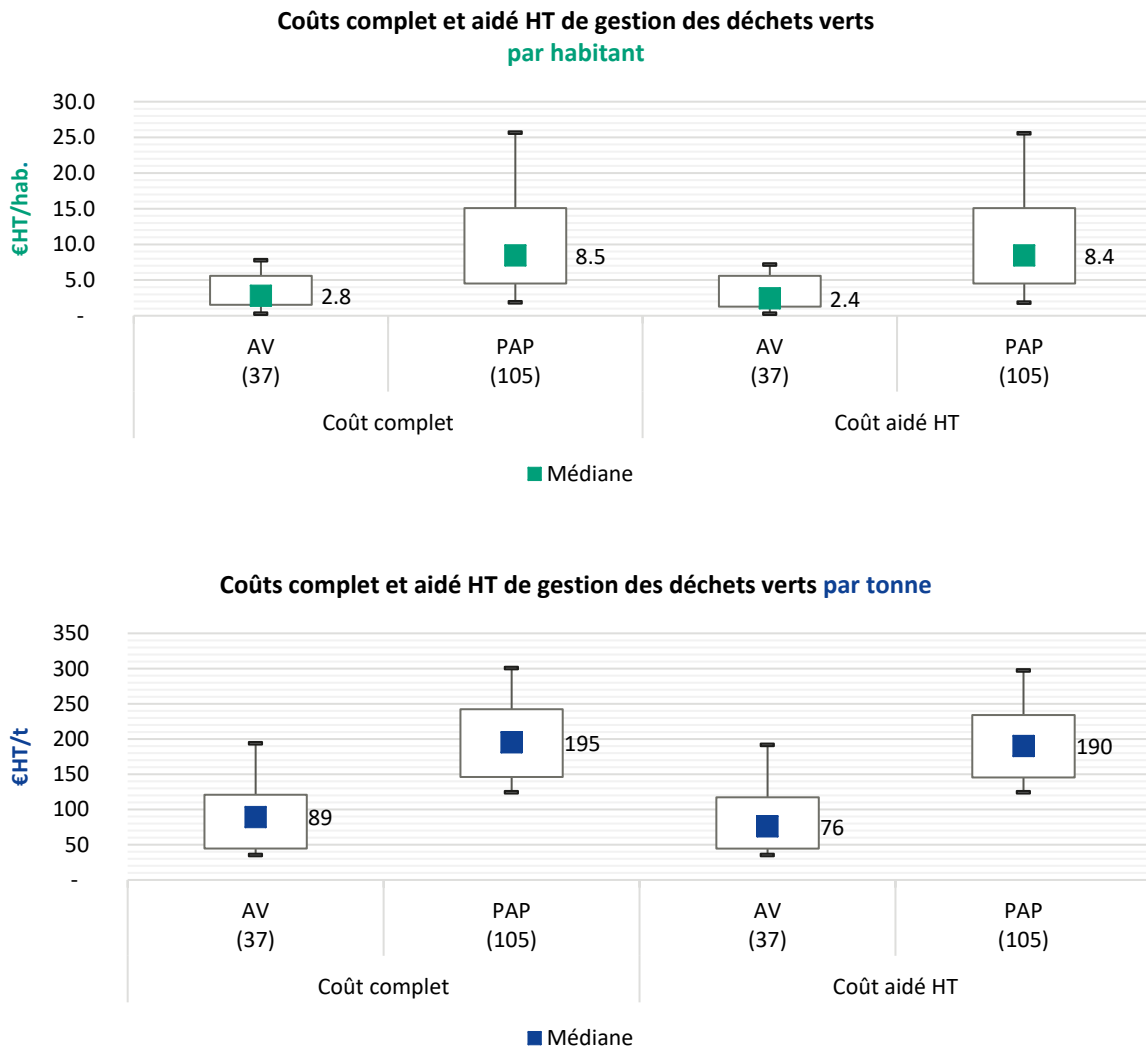 Coûts complet et aidé HT de gestion des déchets verts
par habitant
€HT/hab.
30.0
25.0
20.0
15.0
10.0
5.0
-
2.8
8.5
2.4
8.4
AV
(37)
PAP
(105)
AV
(37)
PAP
(105)
Coût complet
Coût aidé HT
Médiane
Coûts complet et aidé HT de gestion des déchets verts par tonne
€HT/t
350
300
250
200
150
100
50
-
89
195
76
190
AV
(37)
PAP
(105)
AV
(37)
PAP
(105)
Coût complet
Coût aidé HT
Médiane